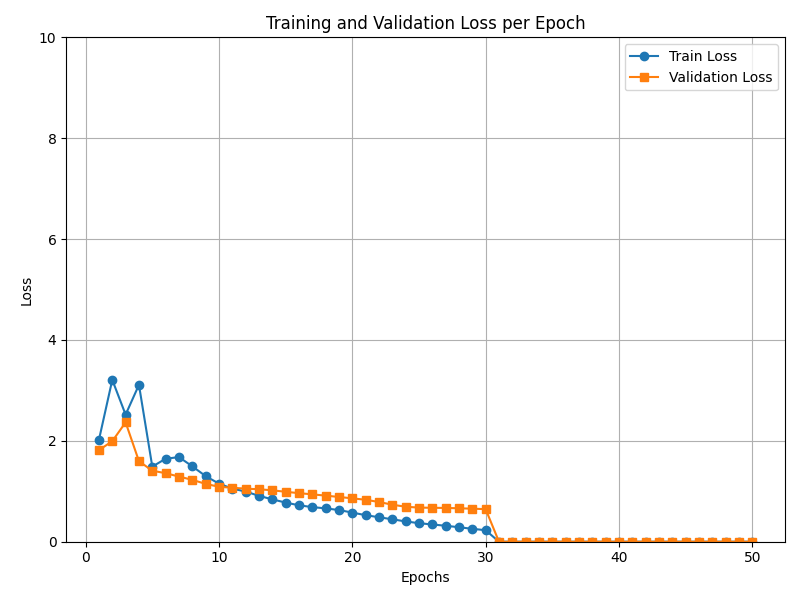 Training and Validation Loss per Epoch
Train Loss
Validation Loss
10
8
6
4
2
0
Loss
0 10 20 30 40 50
Epochs